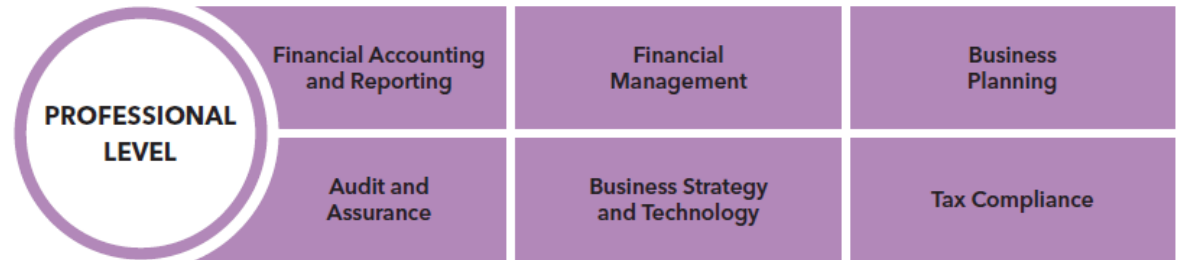 PROFESSIONAL
LEVEL
Financial Accounting
and Reporting
Financial
Management
Business
Planning
Audit and
Assurance
Business Strategy
and Technology
Tax Compliance